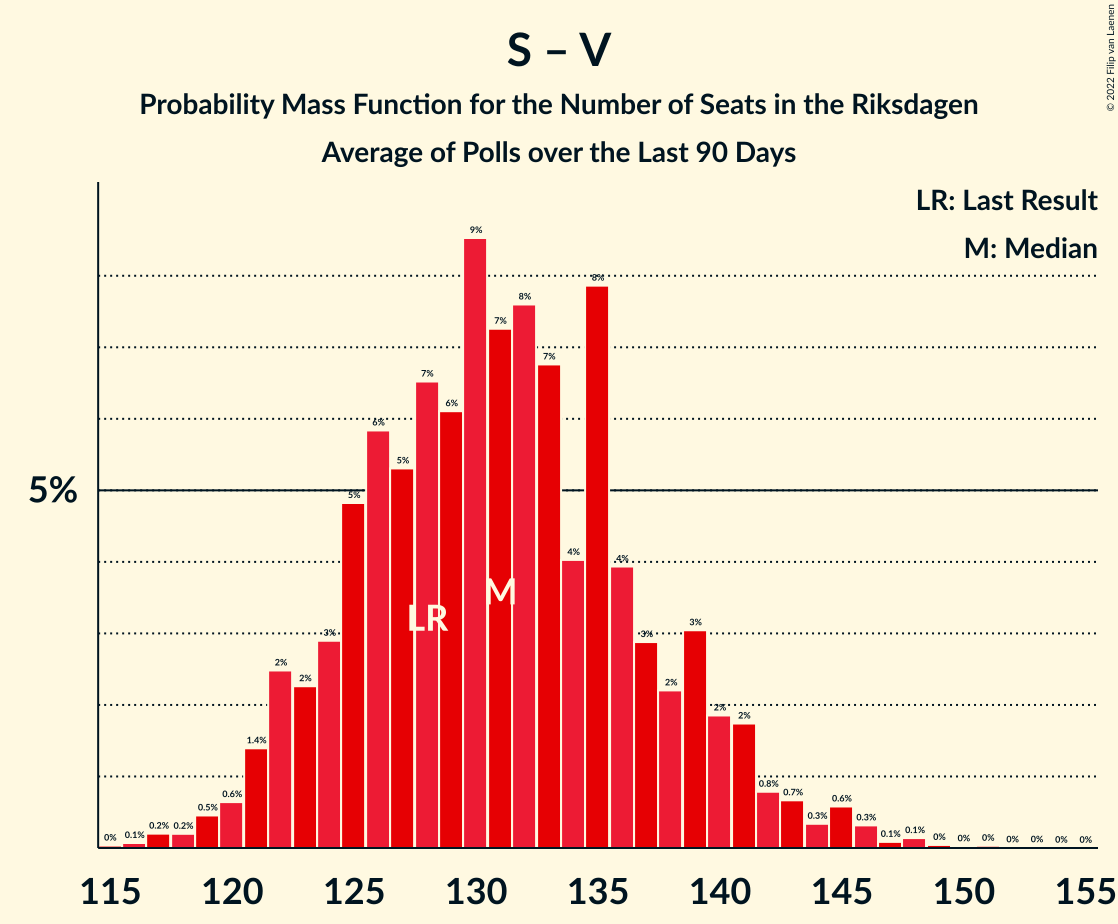 S – V
Probability Mass Function for the Number of Seats in the Riksdagen
Average of Polls over the Last 90 Days
© 2022 Filip van Laenen
LR: Last Result
M: Median
5%
0% 0.1% 0.2% 0.2% 0.5% 0.6% 1.4% 2% 2% 3% 5% 6% 5% 7% 6% 9% 7% 8% 7% 4% 8% 4% 3% 2% 3% 2% 2% 0.8% 0.7% 0.3% 0.6% 0.3% 0.1% 0.1% 0% 0% 0% 0% 0% 0% 0%
LR M
115 120 125 130 135 140 145 150 155